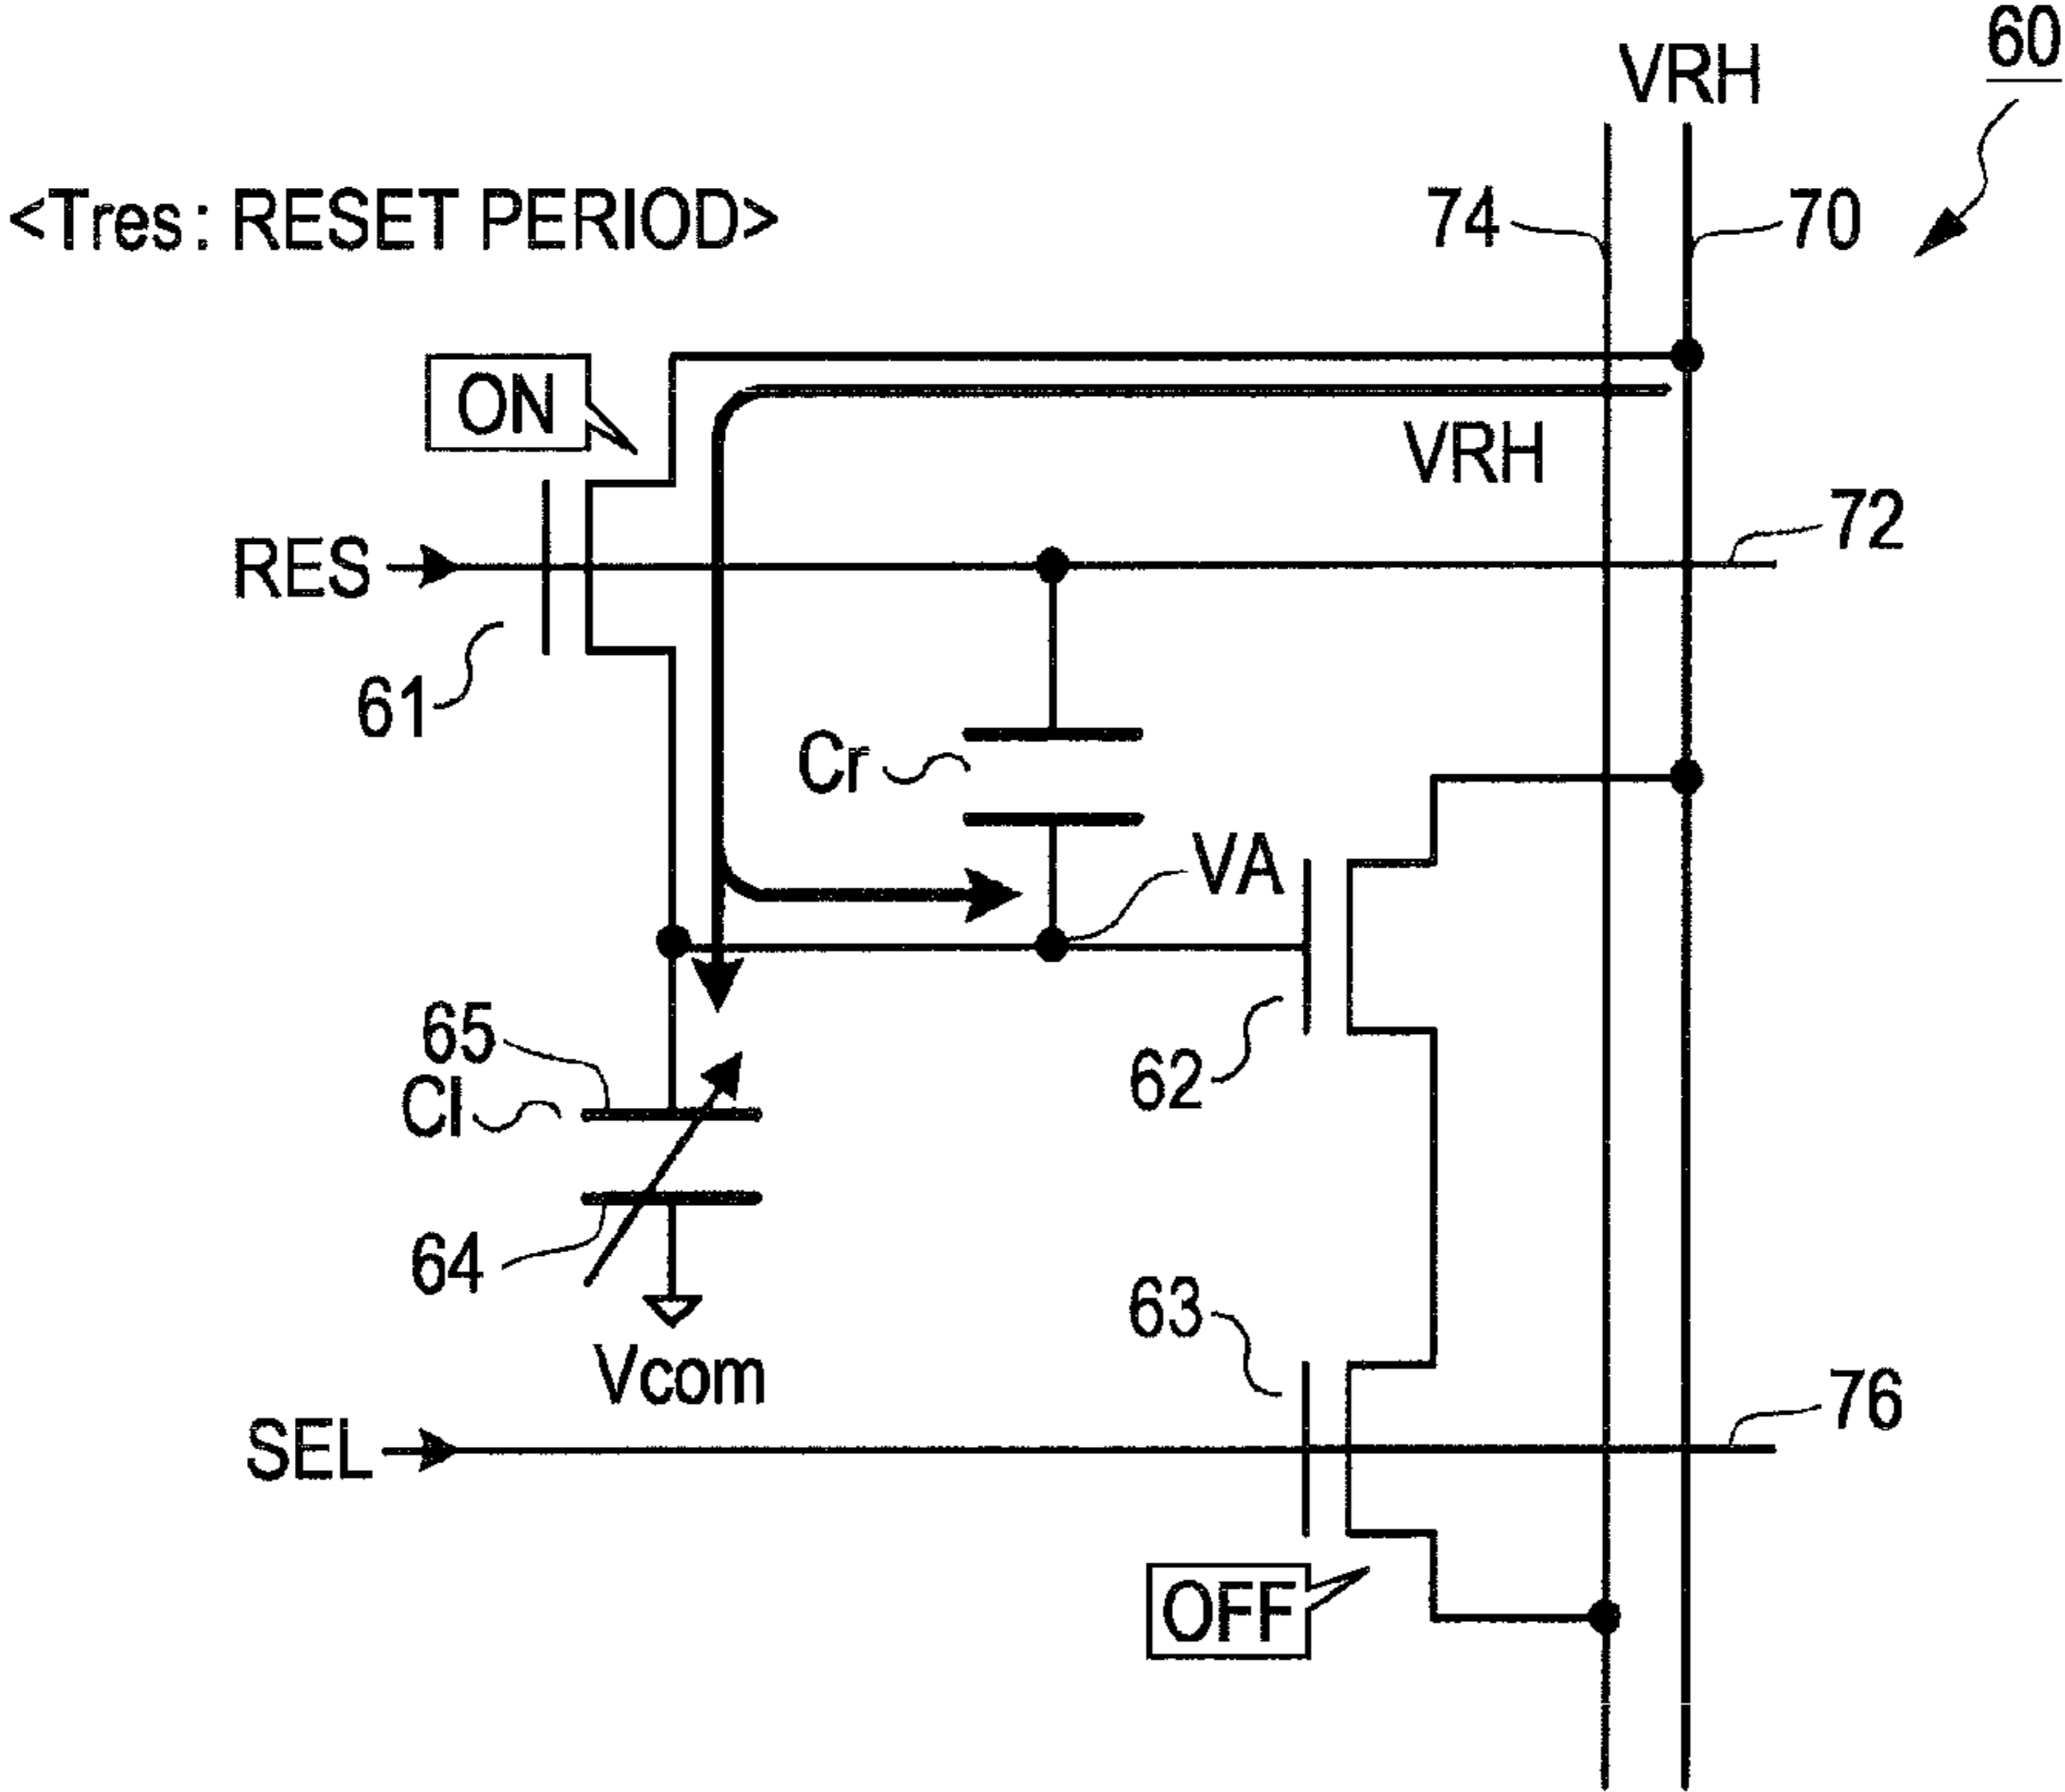 60
VRH
<Tres: RESET PERIOD>
74
70
ON
VRH
72
RES
61
Cr
VA
65
Cl
62
64
63
Vcom
76
SEL
OFF